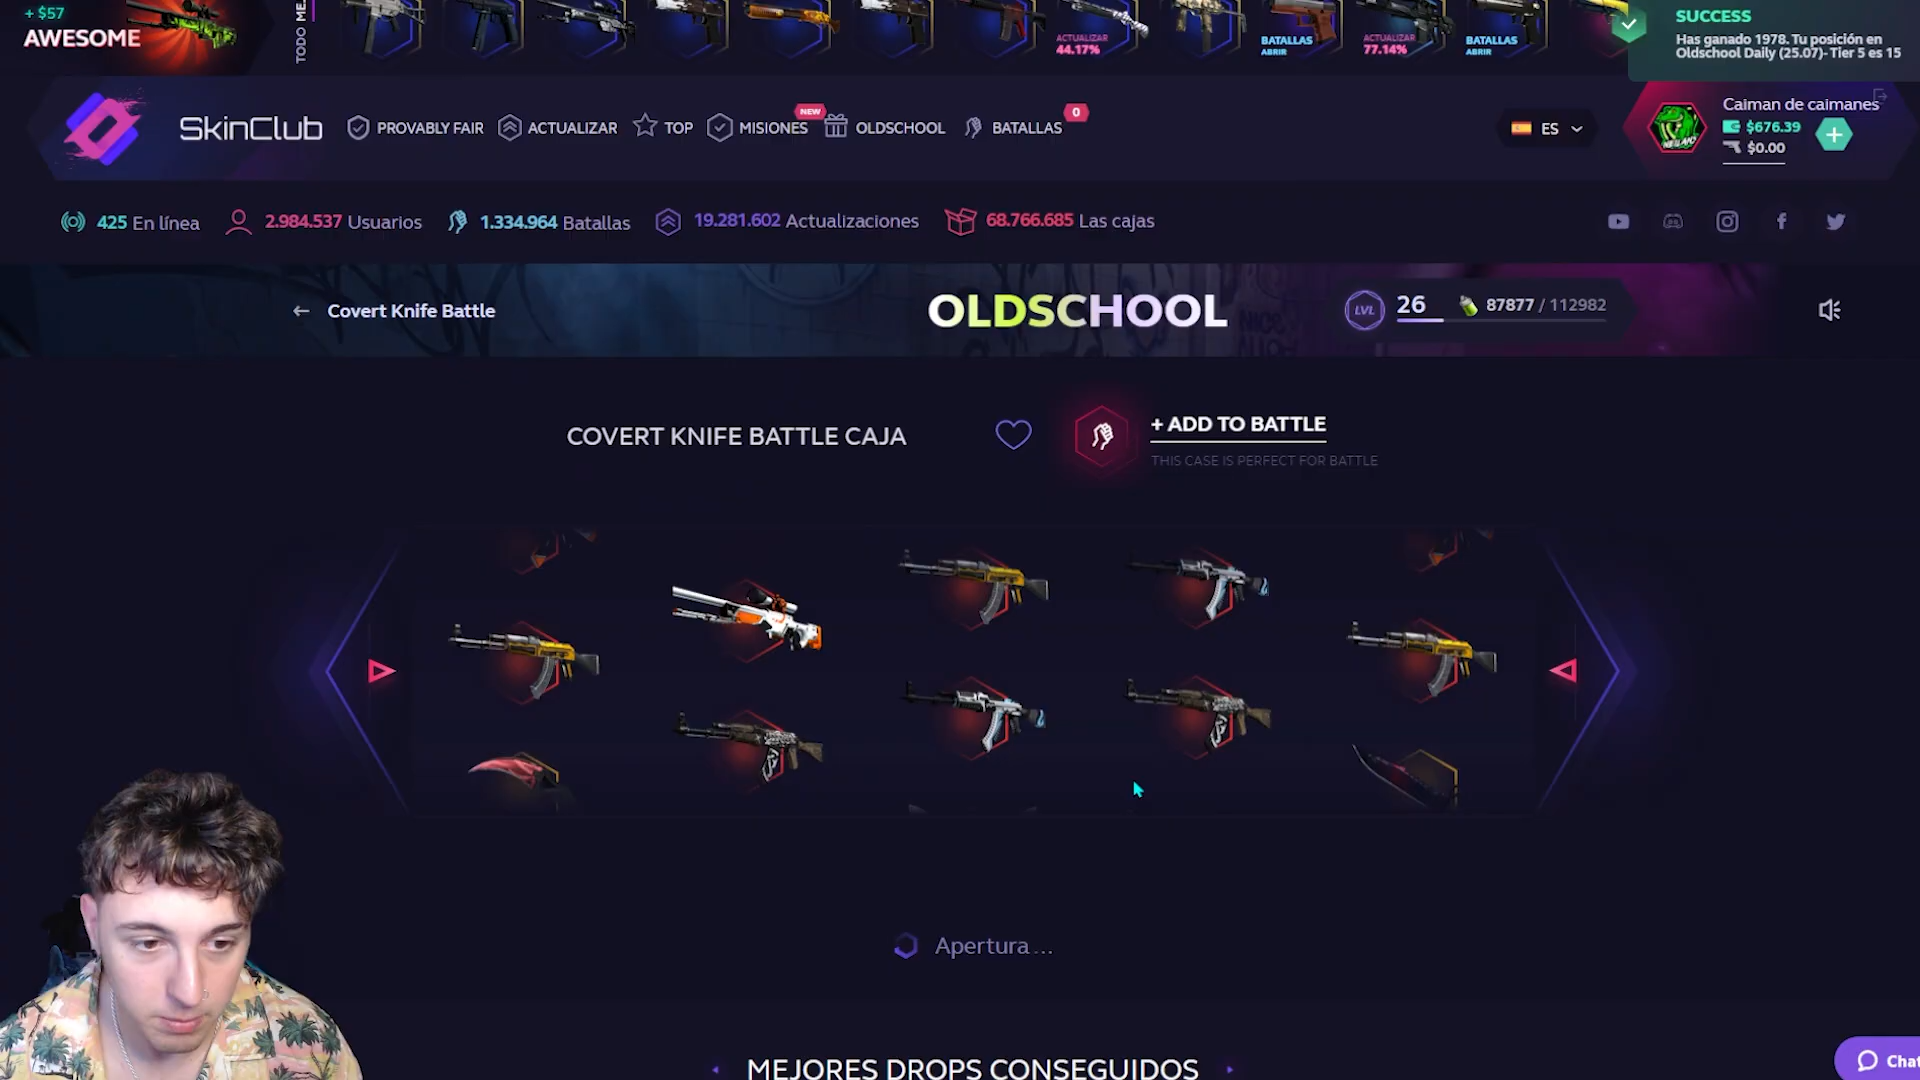 + $57
AWESOME
TODO ME
ACTUALIZAR
44.17%
BATALLAS
ABRIR
ACTUALIZAR
77.14%
BATALLAS
ABRIR
SUCCESS
Has ganado 1978. Tu posición en
Oldschool Daily (25.07)- Tier 5 es 15
SkinClub
PROVABLY FAIR
ACTUALIZAR
TOP
MISIONES
NEW
OLDSCHOOL
BATALLAS
0
ES
Caiman de caimanes
$676.39
$0.00
425 En línea
2.984.537 Usuarios
1.334.964 Batallas
19.281.602 Actualizaciones
68.766.685 Las cajas
← Covert Knife Battle
OLDSCHOOL
LVL
26
87877 / 112982
COVERT KNIFE BATTLE CAJA
+ ADD TO BATTLE
THIS CASE IS PERFECT FOR BATTLE
Apertura...
MEJORES DROPS CONSEGUIDOS
Chat